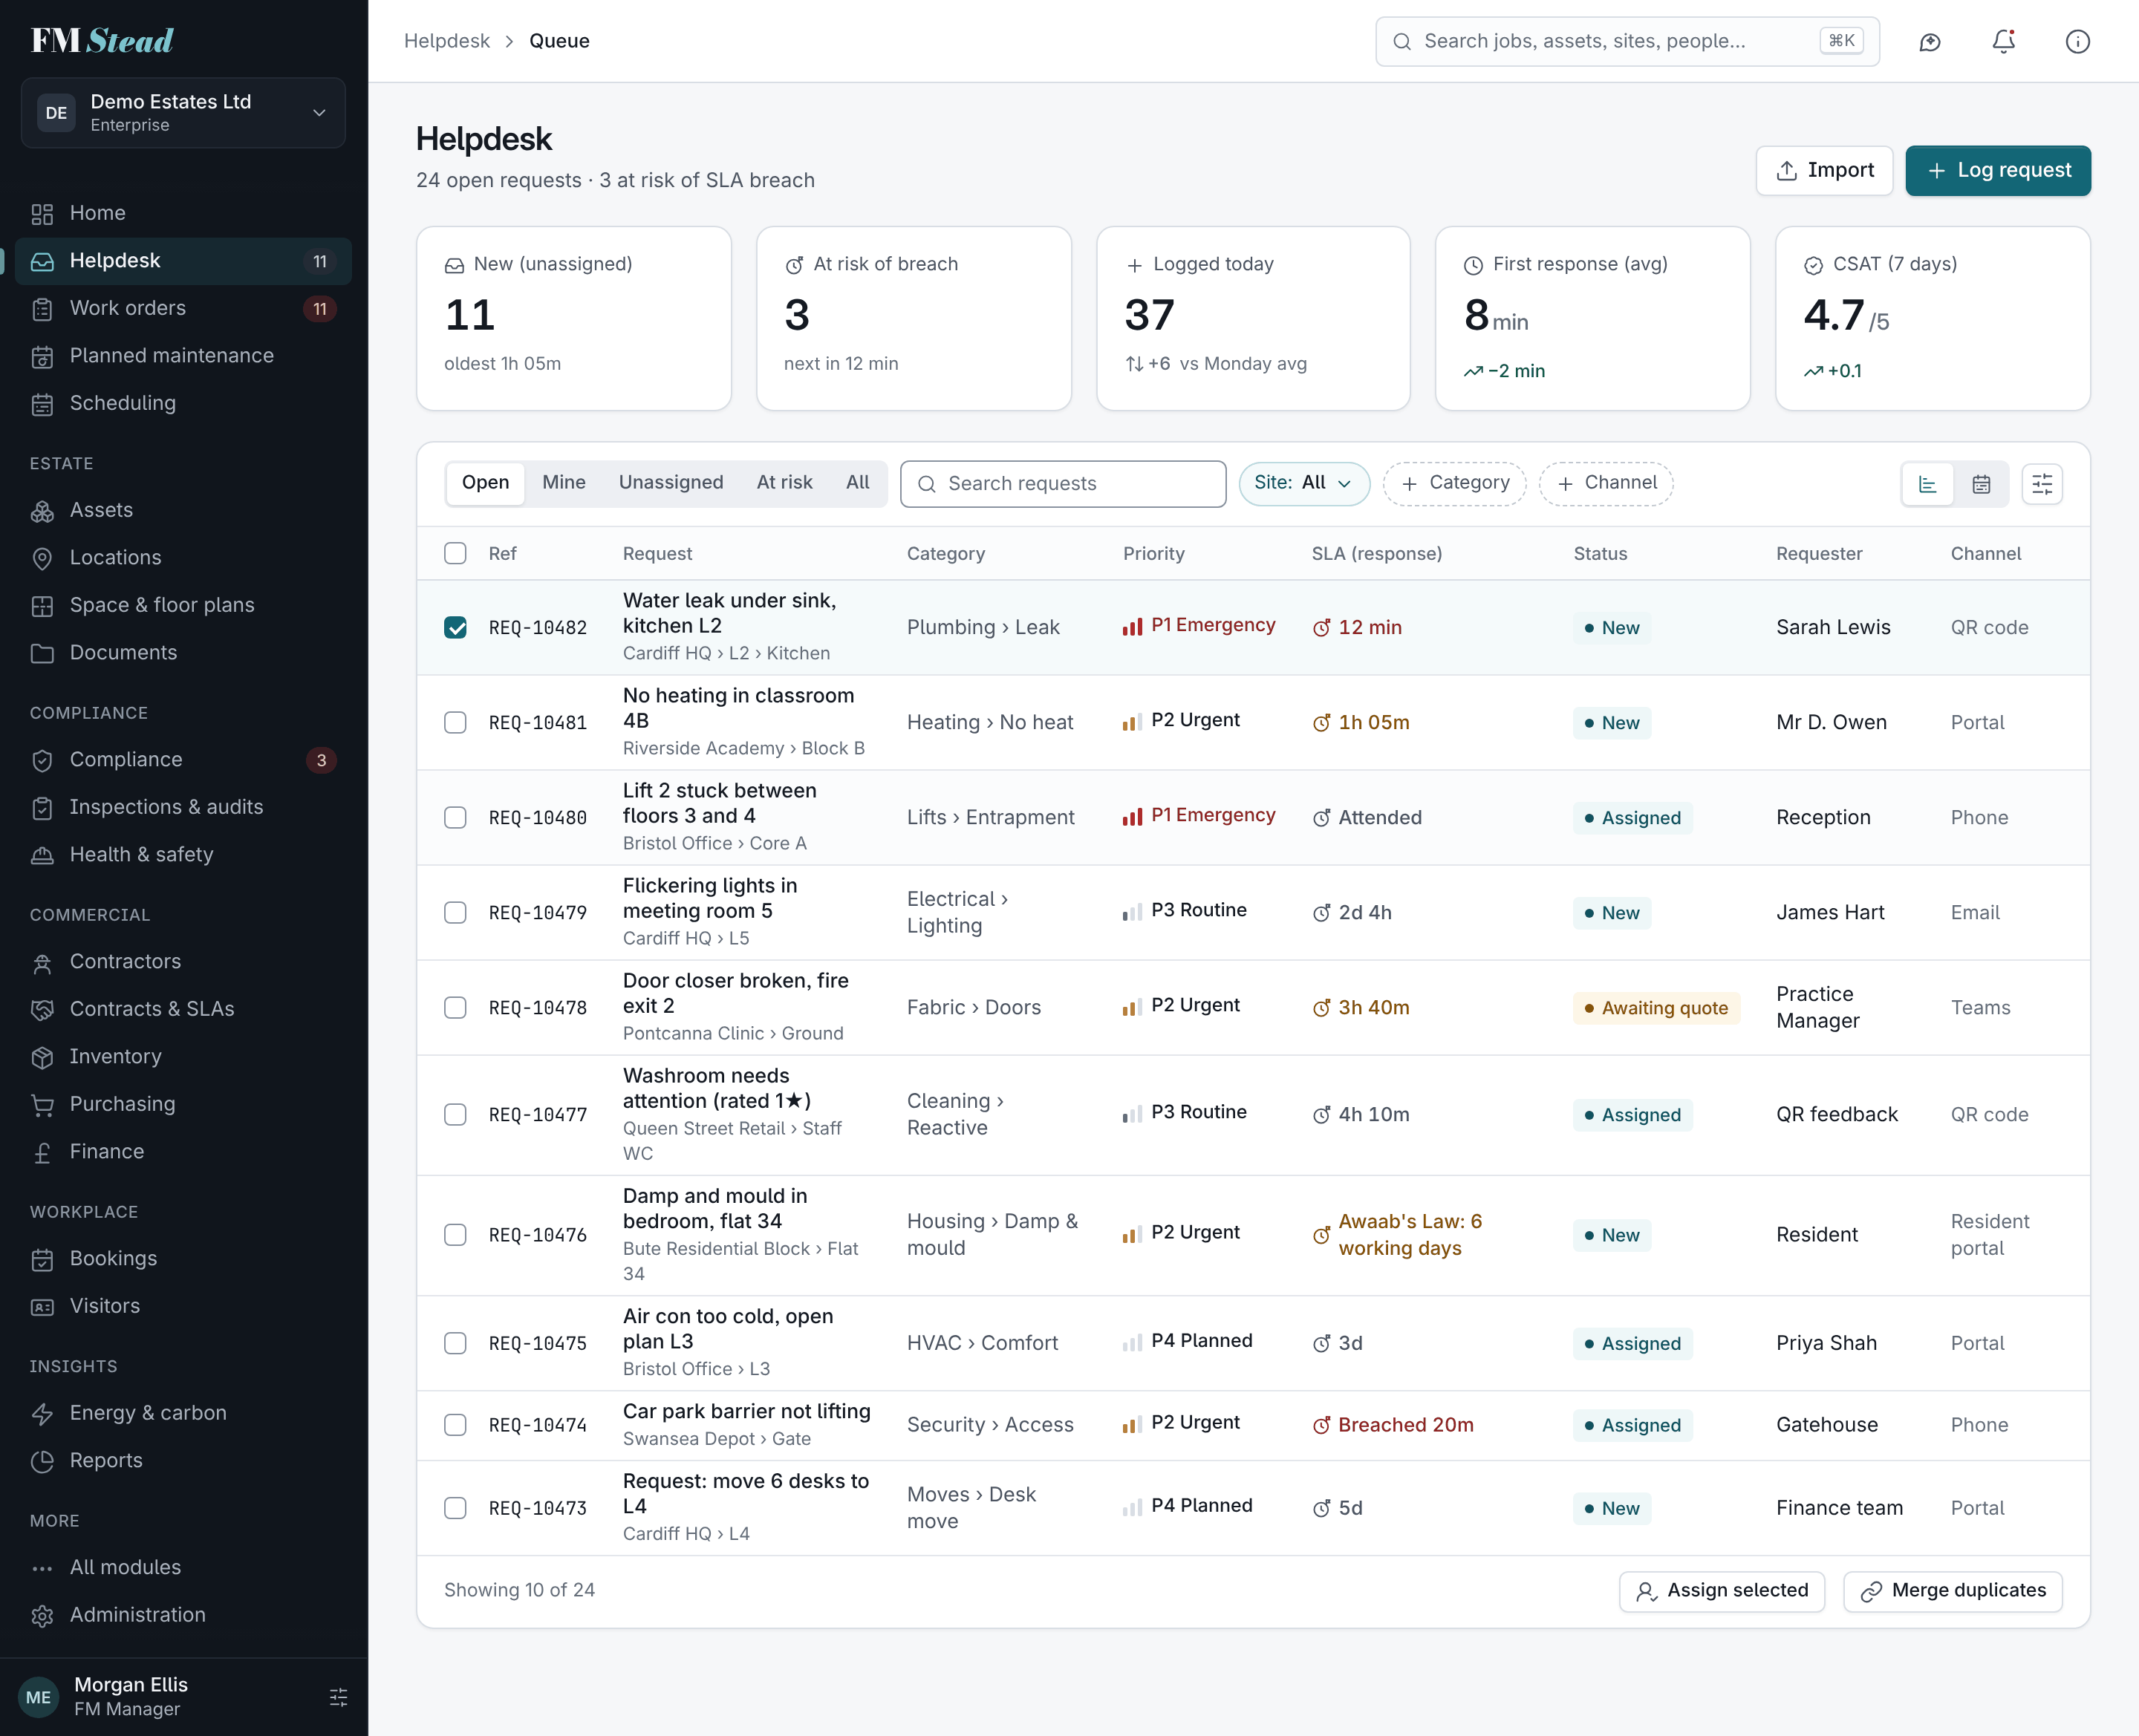 FM Stead
DE
Demo Estates Ltd
Enterprise
Home
Helpdesk 11
Work orders 11
Planned maintenance
Scheduling
ESTATE
Assets
Locations
Space & floor plans
Documents
COMPLIANCE
Compliance 3
Inspections & audits
Health & safety
COMMERCIAL
Contractors
Contracts & SLAs
Inventory
Purchasing
Finance
WORKPLACE
Bookings
Visitors
INSIGHTS
Energy & carbon
Reports
MORE
All modules
Administration
ME
Morgan Ellis
FM Manager
Helpdesk › Queue
Search jobs, assets, sites, people... ⌘K
Helpdesk
24 open requests · 3 at risk of SLA breach
Import
Log request
New (unassigned)
11
oldest 1h 05m
At risk of breach
3
next in 12 min
Logged today
37
+6 vs Monday avg
First response (avg)
8 min
−2 min
CSAT (7 days)
4.7 /5
+0.1
Open Mine Unassigned At risk All
Search requests
Site: All
Category
Channel
Ref Request Category Priority SLA (response) Status Requester Channel
REQ-10482
Water leak under sink,
kitchen L2
Cardiff HQ › L2 › Kitchen
Plumbing › Leak
P1 Emergency
12 min
New
Sarah Lewis
QR code
REQ-10481
No heating in classroom
4B
Riverside Academy › Block B
Heating › No heat
P2 Urgent
1h 05m
New
Mr D. Owen
Portal
REQ-10480
Lift 2 stuck between
floors 3 and 4
Bristol Office › Core A
Lifts › Entrapment
P1 Emergency
Attended
Assigned
Reception
Phone
REQ-10479
Flickering lights in
meeting room 5
Cardiff HQ › L5
Electrical ›
Lighting
P3 Routine
2d 4h
New
James Hart
Email
REQ-10478
Door closer broken, fire
exit 2
Pontcanna Clinic › Ground
Fabric › Doors
P2 Urgent
3h 40m
Awaiting quote
Practice
Manager
Teams
REQ-10477
Washroom needs
attention (rated 1★)
Queen Street Retail › Staff
WC
Cleaning ›
Reactive
P3 Routine
4h 10m
Assigned
QR feedback
QR code
REQ-10476
Damp and mould in
bedroom, flat 34
Bute Residential Block › Flat
34
Housing › Damp &
mould
P2 Urgent
Awaab's Law: 6
working days
New
Resident
Resident
portal
REQ-10475
Air con too cold, open
plan L3
Bristol Office › L3
HVAC › Comfort
P4 Planned
3d
Assigned
Priya Shah
Portal
REQ-10474
Car park barrier not lifting
Swansea Depot › Gate
Security › Access
P2 Urgent
Breached 20m
Assigned
Gatehouse
Phone
REQ-10473
Request: move 6 desks to
L4
Cardiff HQ › L4
Moves › Desk
move
P4 Planned
5d
New
Finance team
Portal
Showing 10 of 24
Assign selected
Merge duplicates